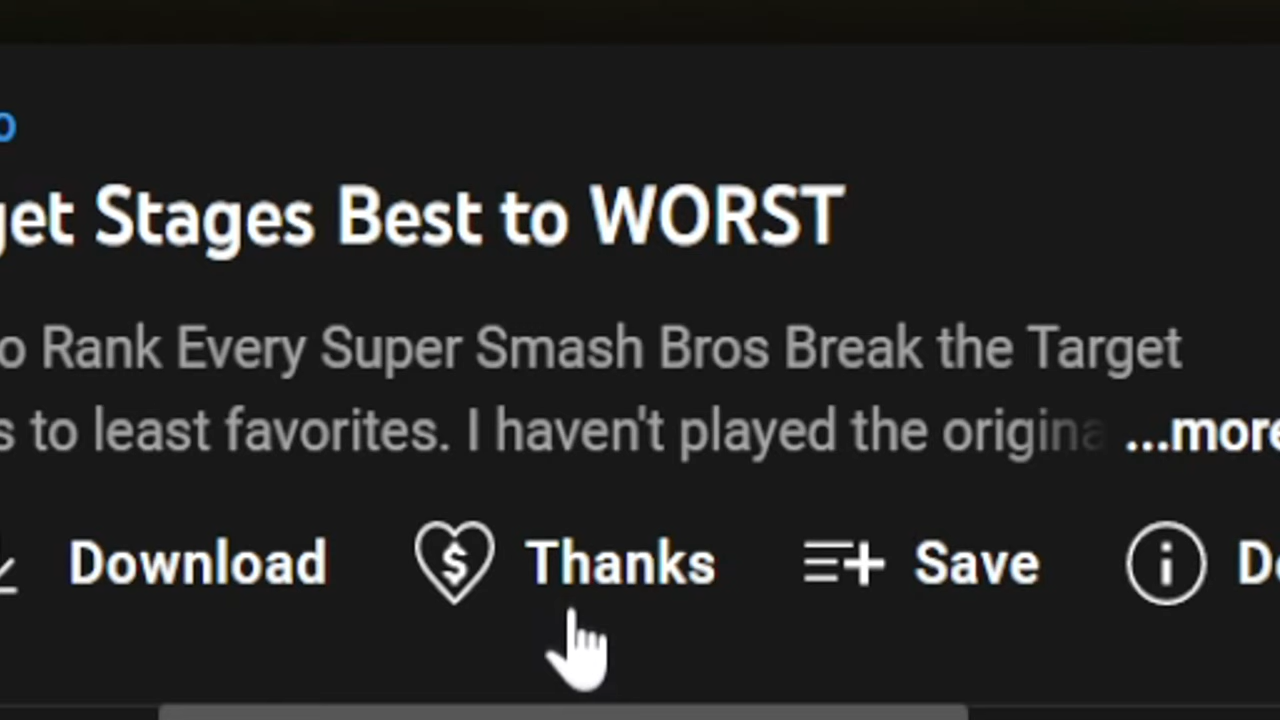 o
get Stages Best to WORST
o Rank Every Super Smash Bros Break the Target
s to least favorites. I haven't played the origina ...more
Download $ Thanks Save i De